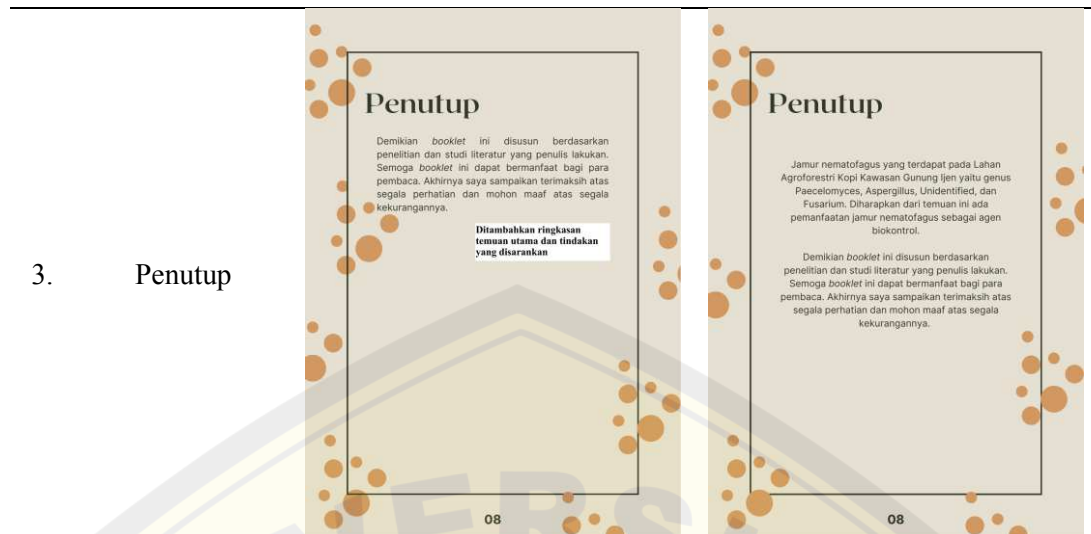 3. Penutup
Penutup
Demikian booklet ini disusun berdasarkan
penelitian dan studi literatur yang penulis lakukan.
Semoga booklet ini dapat bermanfaat bagi para
pembaca. Akhirnya saya sampaikan terimaksih atas
segala perhatian dan mohon maaf atas segala
kekurangannya.
Ditambahkan ringkasan
temuan utama dan tindakan
yang disarankan
08
Penutup
Jamur nematofagus yang terdapat pada Lahan
Agroforestri Kopi Kawasan Gunung Ijen yaitu genus
Paecelomyces, Aspergillus, Unidentified, dan
Fusarium. Diharapkan dari temuan ini ada
pemanfaatan jamur nematofagus sebagai agen
biokontrol.
Demikian booklet ini disusun berdasarkan
penelitian dan studi literatur yang penulis lakukan.
Semoga booklet ini dapat bermanfaat bagi para
pembaca. Akhirnya saya sampaikan terimaksih atas
segala perhatian dan mohon maaf atas segala
kekurangannya.
08